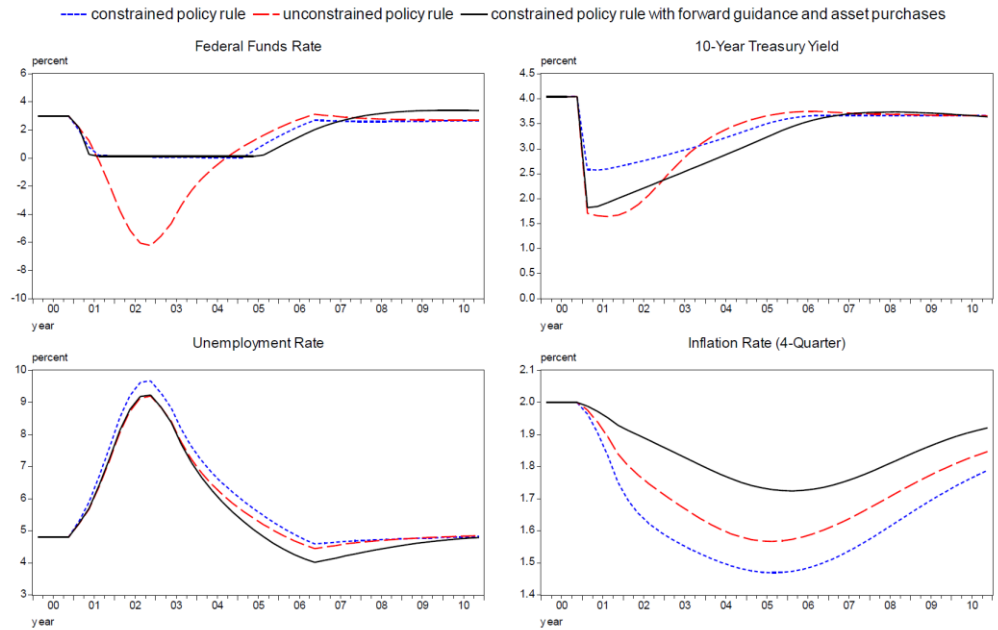 constrained policy rule unconstrained policy rule constrained policy rule with forward guidance and asset purchases
Federal Funds Rate
percent
6
4
2
0
-2
-4
-6
-8
-10
00 01 02 03 04 05 06 07 08 09 10
year
10-Year Treasury Yield
percent
4.5
4.0
3.5
3.0
2.5
2.0
1.5
1.0
0.5
0.0
00 01 02 03 04 05 06 07 08 09 10
year
Unemployment Rate
percent
10
9
8
7
6
5
4
3
00 01 02 03 04 05 06 07 08 09 10
year
Inflation Rate (4-Quarter)
percent
2.1
2.0
1.9
1.8
1.7
1.6
1.5
1.4
00 01 02 03 04 05 06 07 08 09 10
year